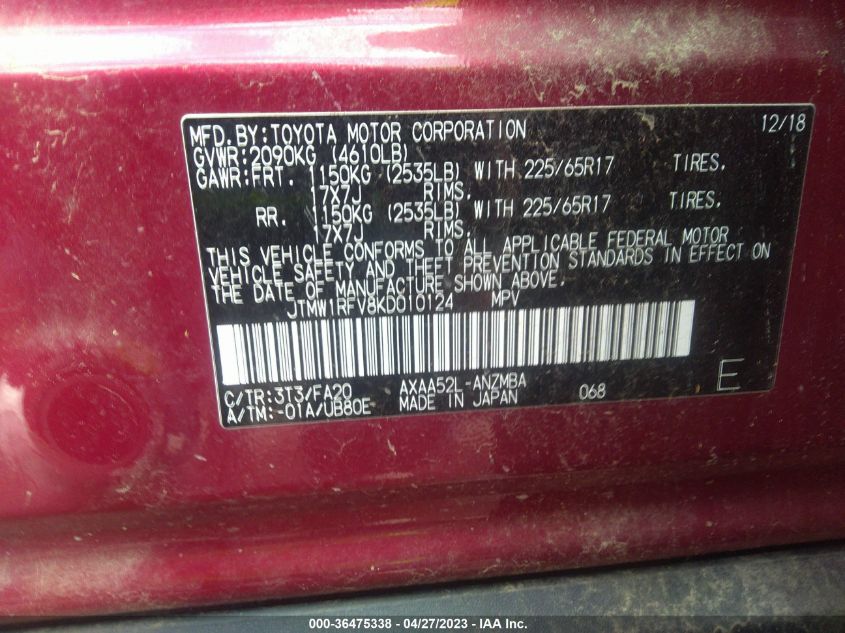 MFD.BY:TOYOTA MOTOR CORPORATION 12/18
GVWR:2090KG (4610LB)
GAWR:FRT. 1150KG (2535LB) WITH 225/65R17 TIRES,
17X7J RIMS,
RR. 1150KG (2535LB) WITH 225/65R17 TIRES,
17X7J RIMS.
THIS VEHICLE CONFORMS TO ALL APPLICABLE FEDERAL MOTOR
VEHICLE SAFETY AND THEFT PREVENTION STANDARDS IN EFFECT ON
THE DATE OF MANUFACTURE SHOWN ABOVE.
JTMW1RFV8KD010124 MPV
C/TR:3T3/FA20 AXAA52L-ANZMBA E
A/TM:-01A/UB80E MADE IN JAPAN 068
000-36475338 - 04/27/2023 - IAA Inc.